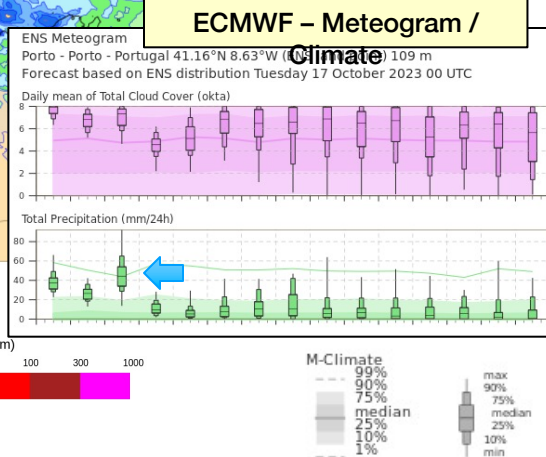 ECMWF – Meteogram /
Climate
ENS Meteogram
Porto - Porto - Portugal 41.16°N 8.63°W (ENS land point) 109 m
Forecast based on ENS distribution Tuesday 17 October 2023 00 UTC
Daily mean of Total Cloud Cover (okta)
8
6
4
2
0
Total Precipitation (mm/24h)
80
60
40
20
0
m)
100 300 1000
M-Climate
99%
90%
75%
median
25%
10%
1%
max
90%
75%
median
25%
10%
min